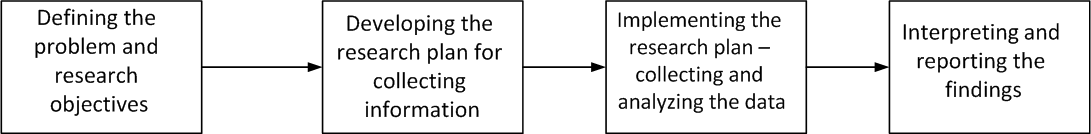 Defining the
problem and
research
objectives
Developing the
research plan for
collecting
information
Implementing the
research plan –
collecting and
analyzing the data
Interpreting and
reporting the
findings